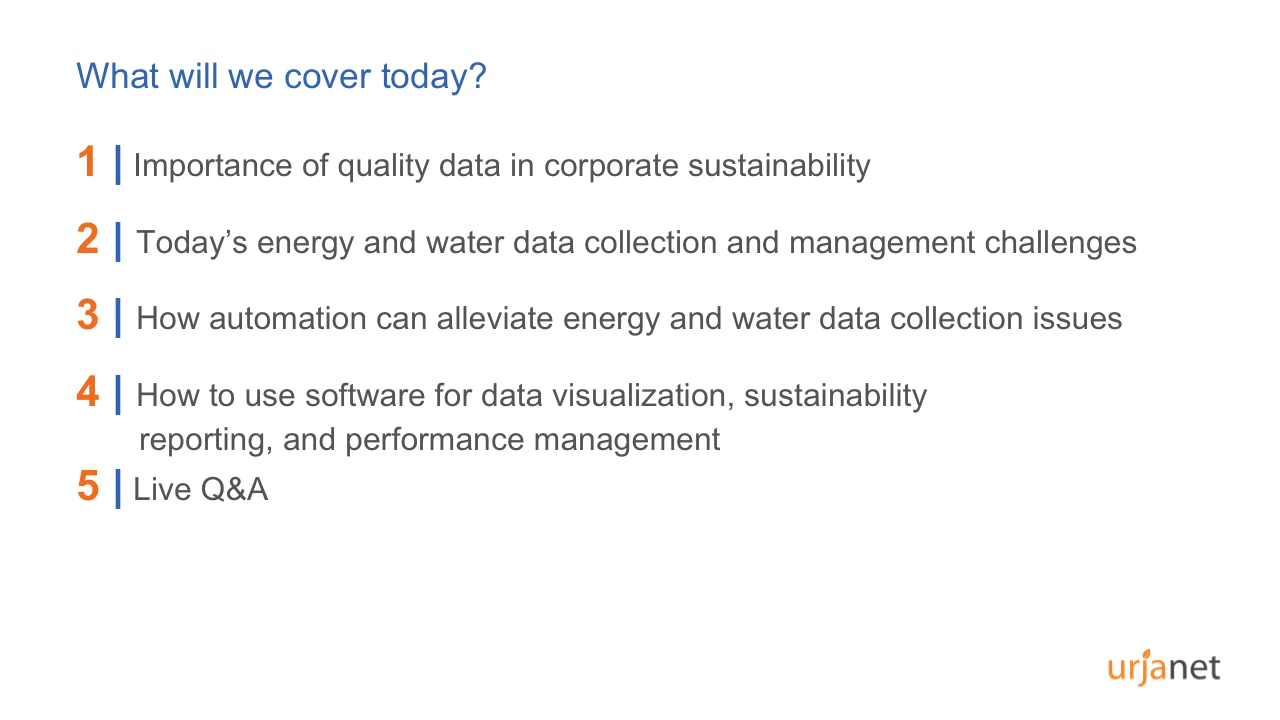 What will we cover today?
1 | Importance of quality data in corporate sustainability
2 | Today’s energy and water data collection and management challenges
3 | How automation can alleviate energy and water data collection issues
4 | How to use software for data visualization, sustainability
reporting, and performance management
5 | Live Q&A
urjanet